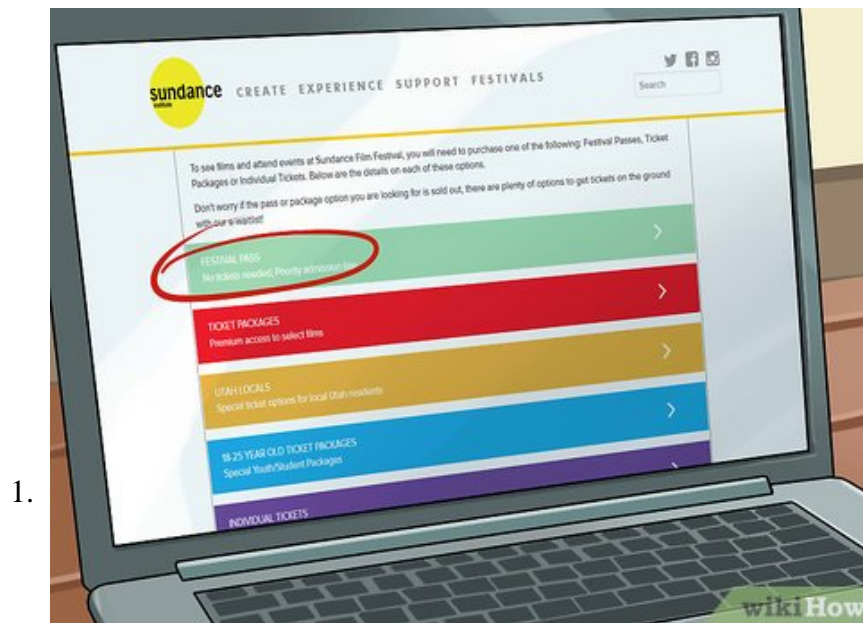 sundance
institute
CREATE EXPERIENCE SUPPORT FESTIVALS
Search
To see films and attend events at Sundance Film Festival, you will need to purchase one of the following: Festival Passes, Ticket
Packages or Individual Tickets. Below are the details on each of these options.
Don't worry if the pass or package option you are looking for is sold out, there are plenty of options to get tickets on the ground
with our e-waitlist!
FESTIVAL PASS
No tickets needed, Priority admission
TICKET PACKAGES
Premium access to select films
UTAH LOCALS
Special ticket options for local Utah residents
18-25 YEAR OLD TICKET PACKAGES
Special Youth/Student Packages
INDIVIDUAL TICKETS
1.
wikiHow